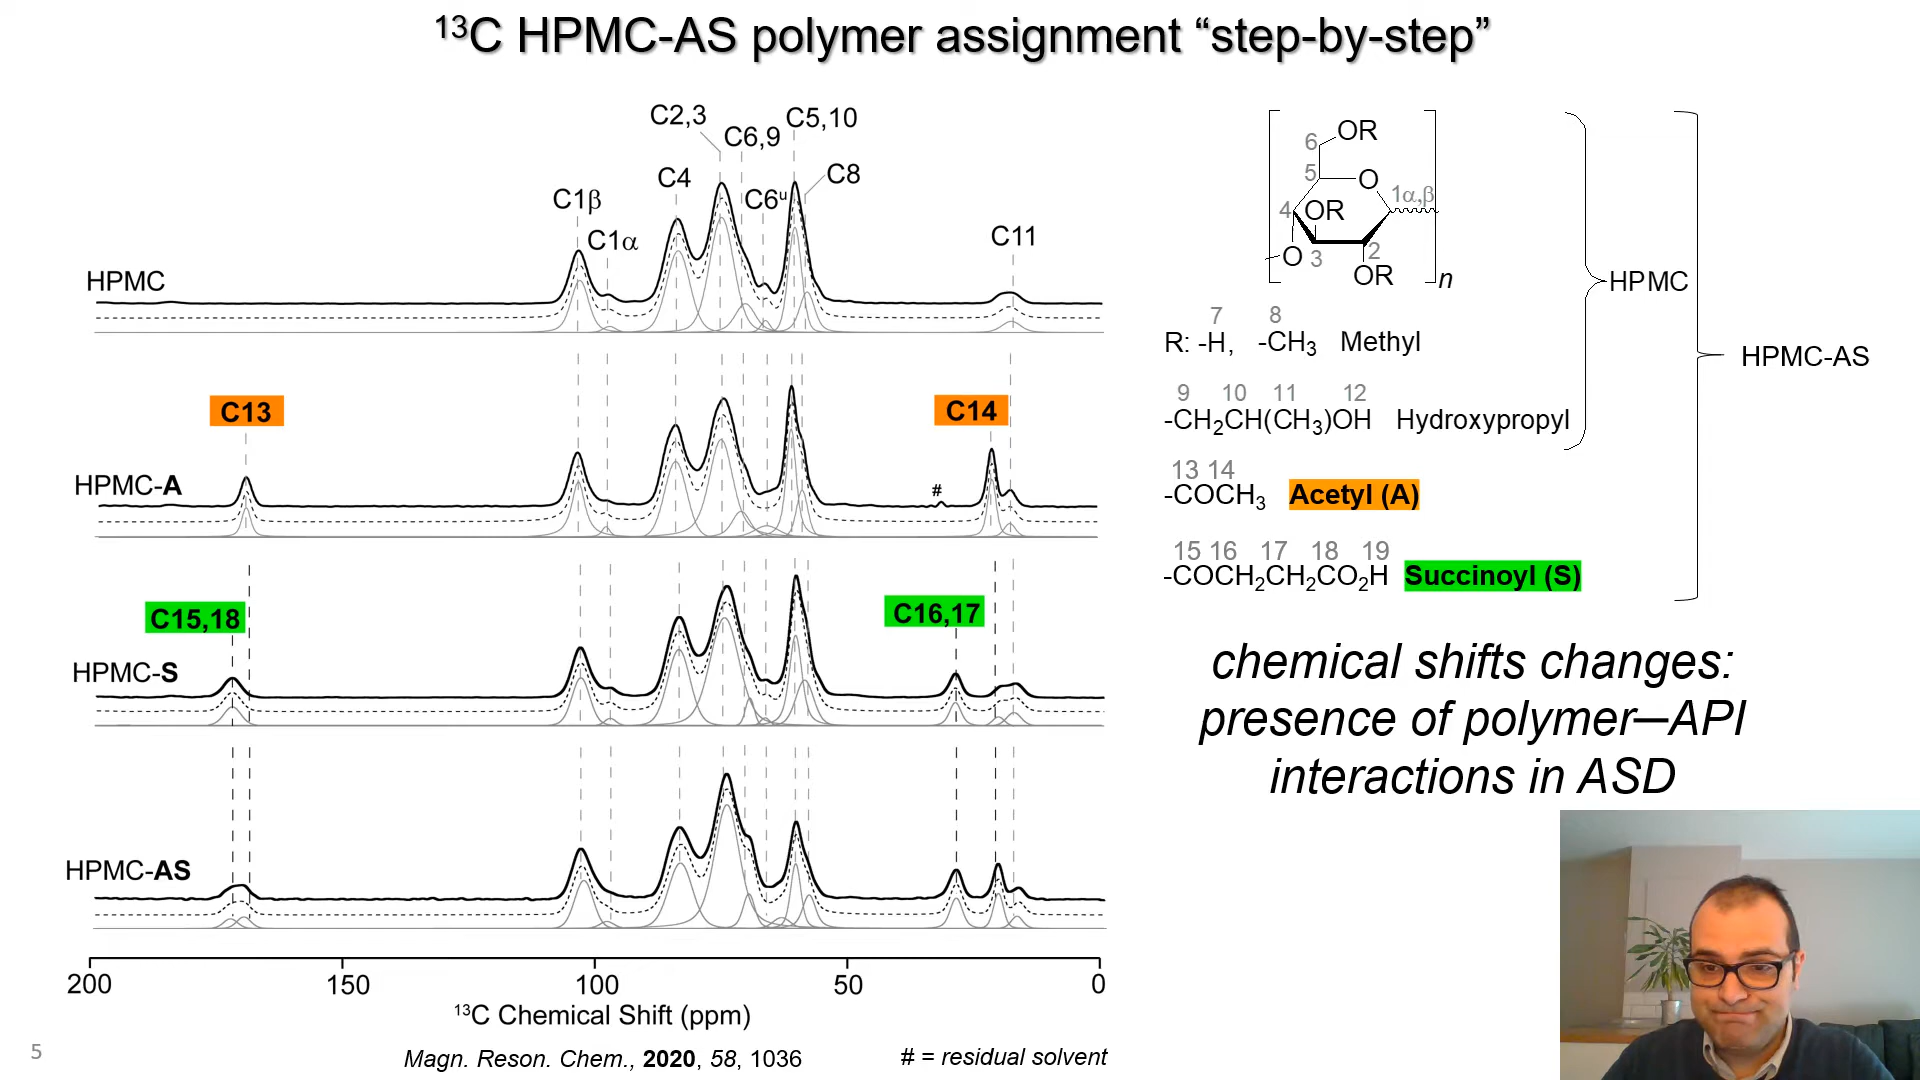 ¹³C HPMC-AS polymer assignment “step-by-step”
C2,3
C6,9
C5,10
C4
C8
C1β
C6ᵘ
C1α
C11
HPMC
C13
C14
HPMC-A
#
C15,18
C16,17
HPMC-S
HPMC-AS
200
150
100
50
0
¹³C Chemical Shift (ppm)
Magn. Reson. Chem., 2020, 58, 1036
# = residual solvent
5
6
OR
5
O
1α,β
4
OR
O
3
2
OR
n
HPMC
7 8
R: -H, -CH₃ Methyl
9 10 11 12
-CH₂CH(CH₃)OH Hydroxypropyl
13 14
-COCH₃ Acetyl (A)
15 16 17 18 19
-COCH₂CH₂CO₂H Succinoyl (S)
HPMC-AS
chemical shifts changes:
presence of polymer—API
interactions in ASD